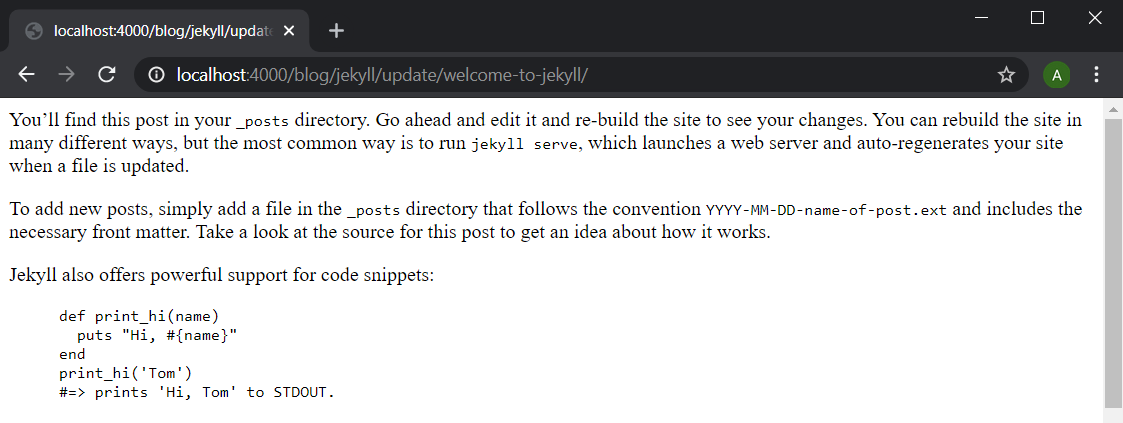 localhost:4000/blog/jekyll/updat
localhost:4000/blog/jekyll/update/welcome-to-jekyll/
A
You’ll find this post in your _posts directory. Go ahead and edit it and re-build the site to see your changes. You can rebuild the site in
many different ways, but the most common way is to run jekyll serve, which launches a web server and auto-regenerates your site
when a file is updated.
To add new posts, simply add a file in the _posts directory that follows the convention YYYY-MM-DD-name-of-post.ext and includes the
necessary front matter. Take a look at the source for this post to get an idea about how it works.
Jekyll also offers powerful support for code snippets:
def print_hi(name)
  puts "Hi, #{name}"
end
print_hi('Tom')
#=> prints 'Hi, Tom' to STDOUT.